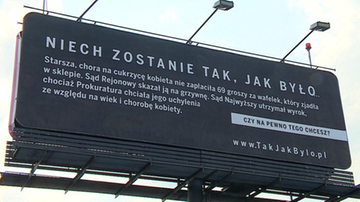 NIECH ZOSTANIE TAK, JAK BYŁO.
Starsza, chora na cukrzycę kobieta nie zapłaciła 69 groszy za wafelek, który zjadła
w sklepie. Sąd Rejonowy skazał ją na grzywnę. Sąd Najwyższy utrzymał wyrok,
chociaż Prokuratura chciała jego uchylenia
ze względu na wiek i chorobę kobiety.
CZY NA PEWNO TEGO CHCESZ?
www.TakJakBylo.pl